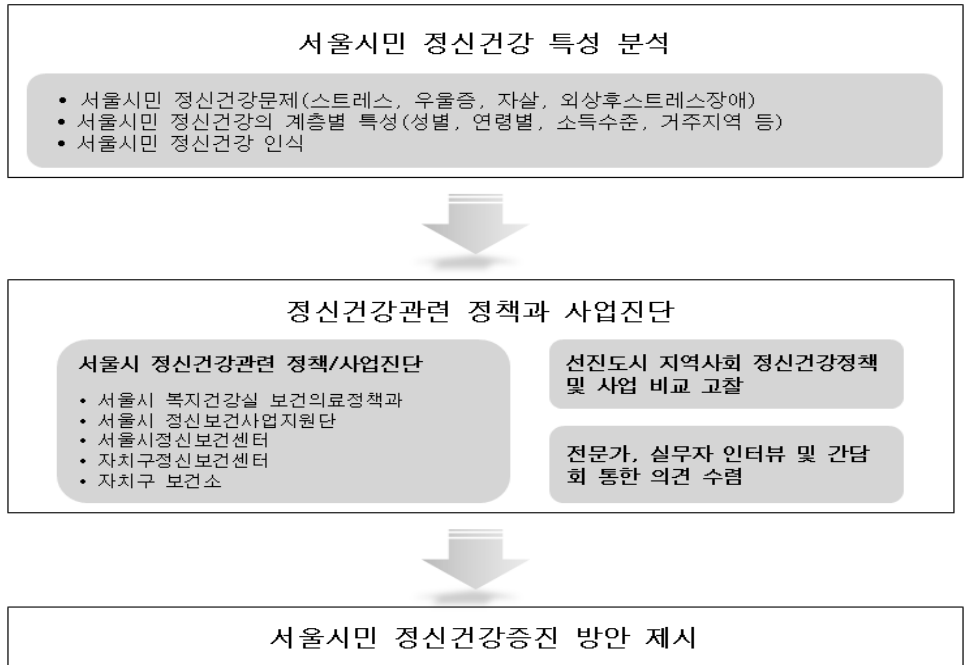 서울시민 정신건강 특성 분석
• 서울시민 정신건강문제(스트레스, 우울증, 자살, 외상후스트레스장애)
• 서울시민 정신건강의 계층별 특성(성별, 연령별, 소득수준, 거주지역 등)
• 서울시민 정신건강 인식
정신건강관련 정책과 사업진단
서울시 정신건강관련 정책/사업진단
• 서울시 복지건강실 보건의료정책과
• 서울시 정신보건사업지원단
• 서울시정신보건센터
• 자치구정신보건센터
• 자치구 보건소
선진도시 지역사회 정신건강정책
및 사업 비교 고찰
전문가, 실무자 인터뷰 및 간담
회 통한 의견 수렴
서울시민 정신건강증진 방안 제시